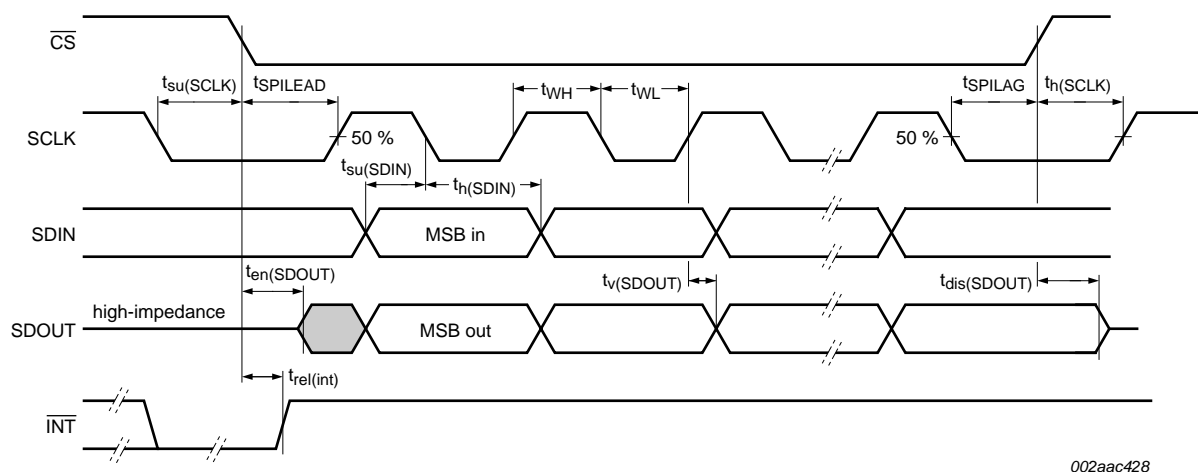 CS
tsu(SCLK)
tSPILEAD
tWH
tWL
tSPILAG
th(SCLK)
SCLK
50 %
50 %
tsu(SDIN)
th(SDIN)
SDIN
MSB in
ten(SDOUT)
tv(SDOUT)
tdis(SDOUT)
high-impedance
SDOUT
MSB out
trel(int)
INT
002aac428